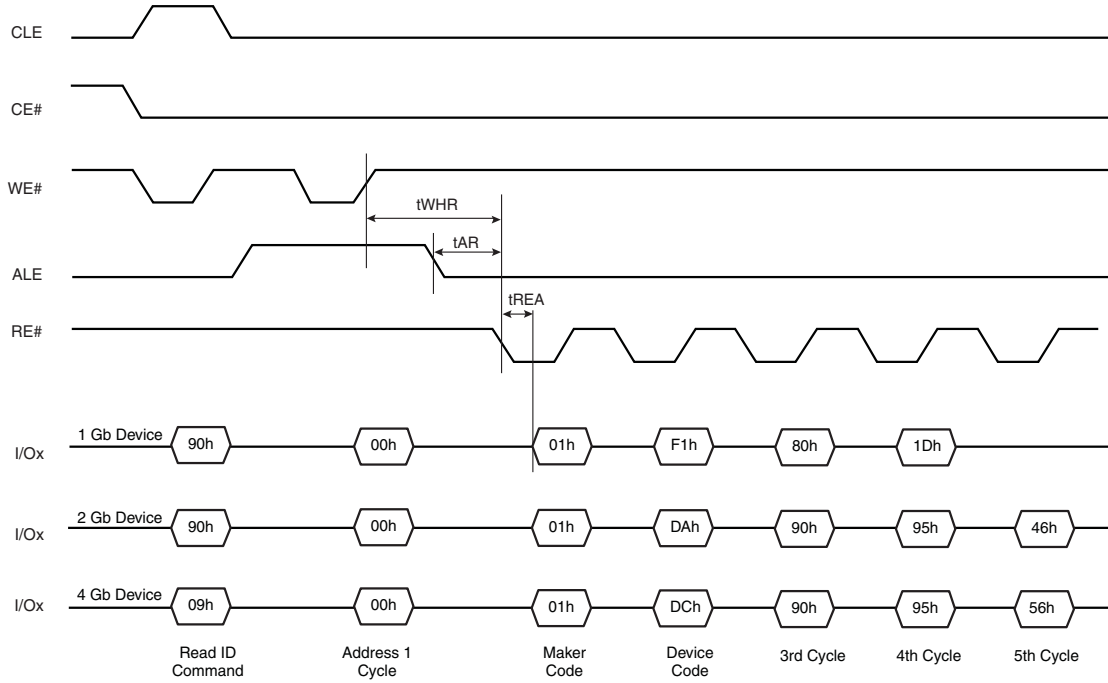 CLE
CE#
WE#
tWHR
tAR
ALE
tREA
RE#
I/Ox 1 Gb Device 90h 00h 01h F1h 80h 1Dh
I/Ox 2 Gb Device 90h 00h 01h DAh 90h 95h 46h
I/Ox 4 Gb Device 09h 00h 01h DCh 90h 95h 56h
Read ID
Command
Address 1
Cycle
Maker
Code
Device
Code
3rd Cycle
4th Cycle
5th Cycle